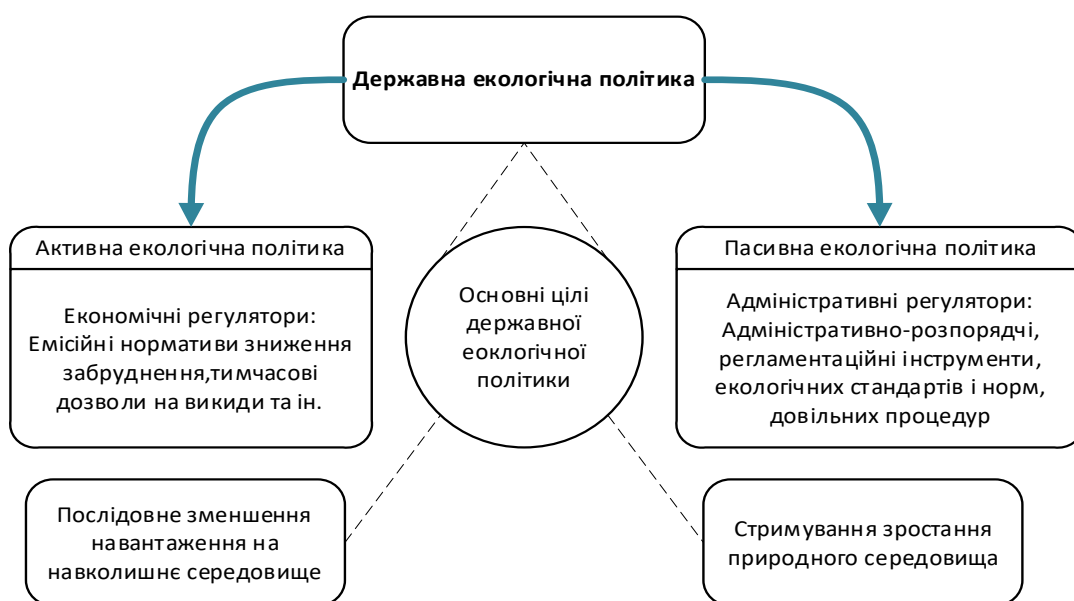 Державна екологічна політика
Активна екологічна політика
Економічні регулятори:
Емісійні нормативи зниження
забруднення,тимчасові
дозволи на викиди та ін.
Основні цілі
державної
еоклогічної
політики
Пасивна екологічна політика
Адміністративні регулятори:
Адміністративно-розпорядчі,
регламентаційні інструменти,
екологічних стандартів і норм,
довільних процедур
Послідовне зменшення
навантаження на
навколишнє середовище
Стримування зростання
природного середовища